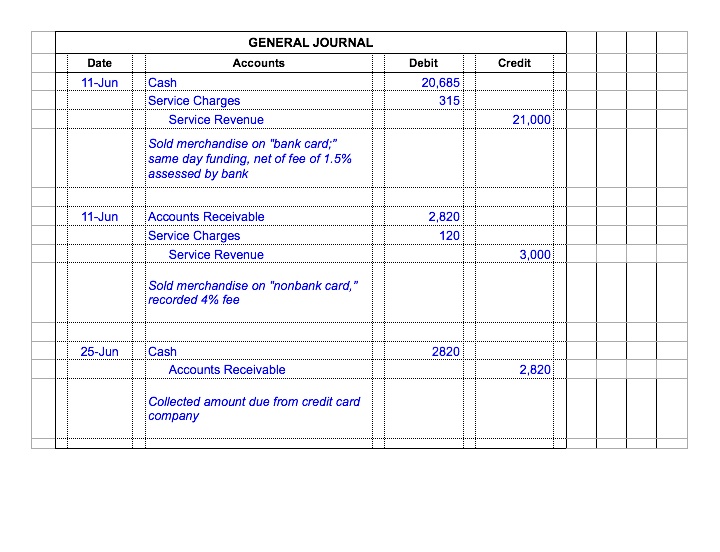 GENERAL JOURNAL
Date Accounts Debit Credit
11-Jun Cash 20,685
Service Charges 315
Service Revenue 21,000
Sold merchandise on "bank card;"
same day funding, net of fee of 1.5%
assessed by bank
11-Jun Accounts Receivable 2,820
Service Charges 120
Service Revenue 3,000
Sold merchandise on "nonbank card,"
recorded 4% fee
25-Jun Cash 2820
Accounts Receivable 2,820
Collected amount due from credit card
company